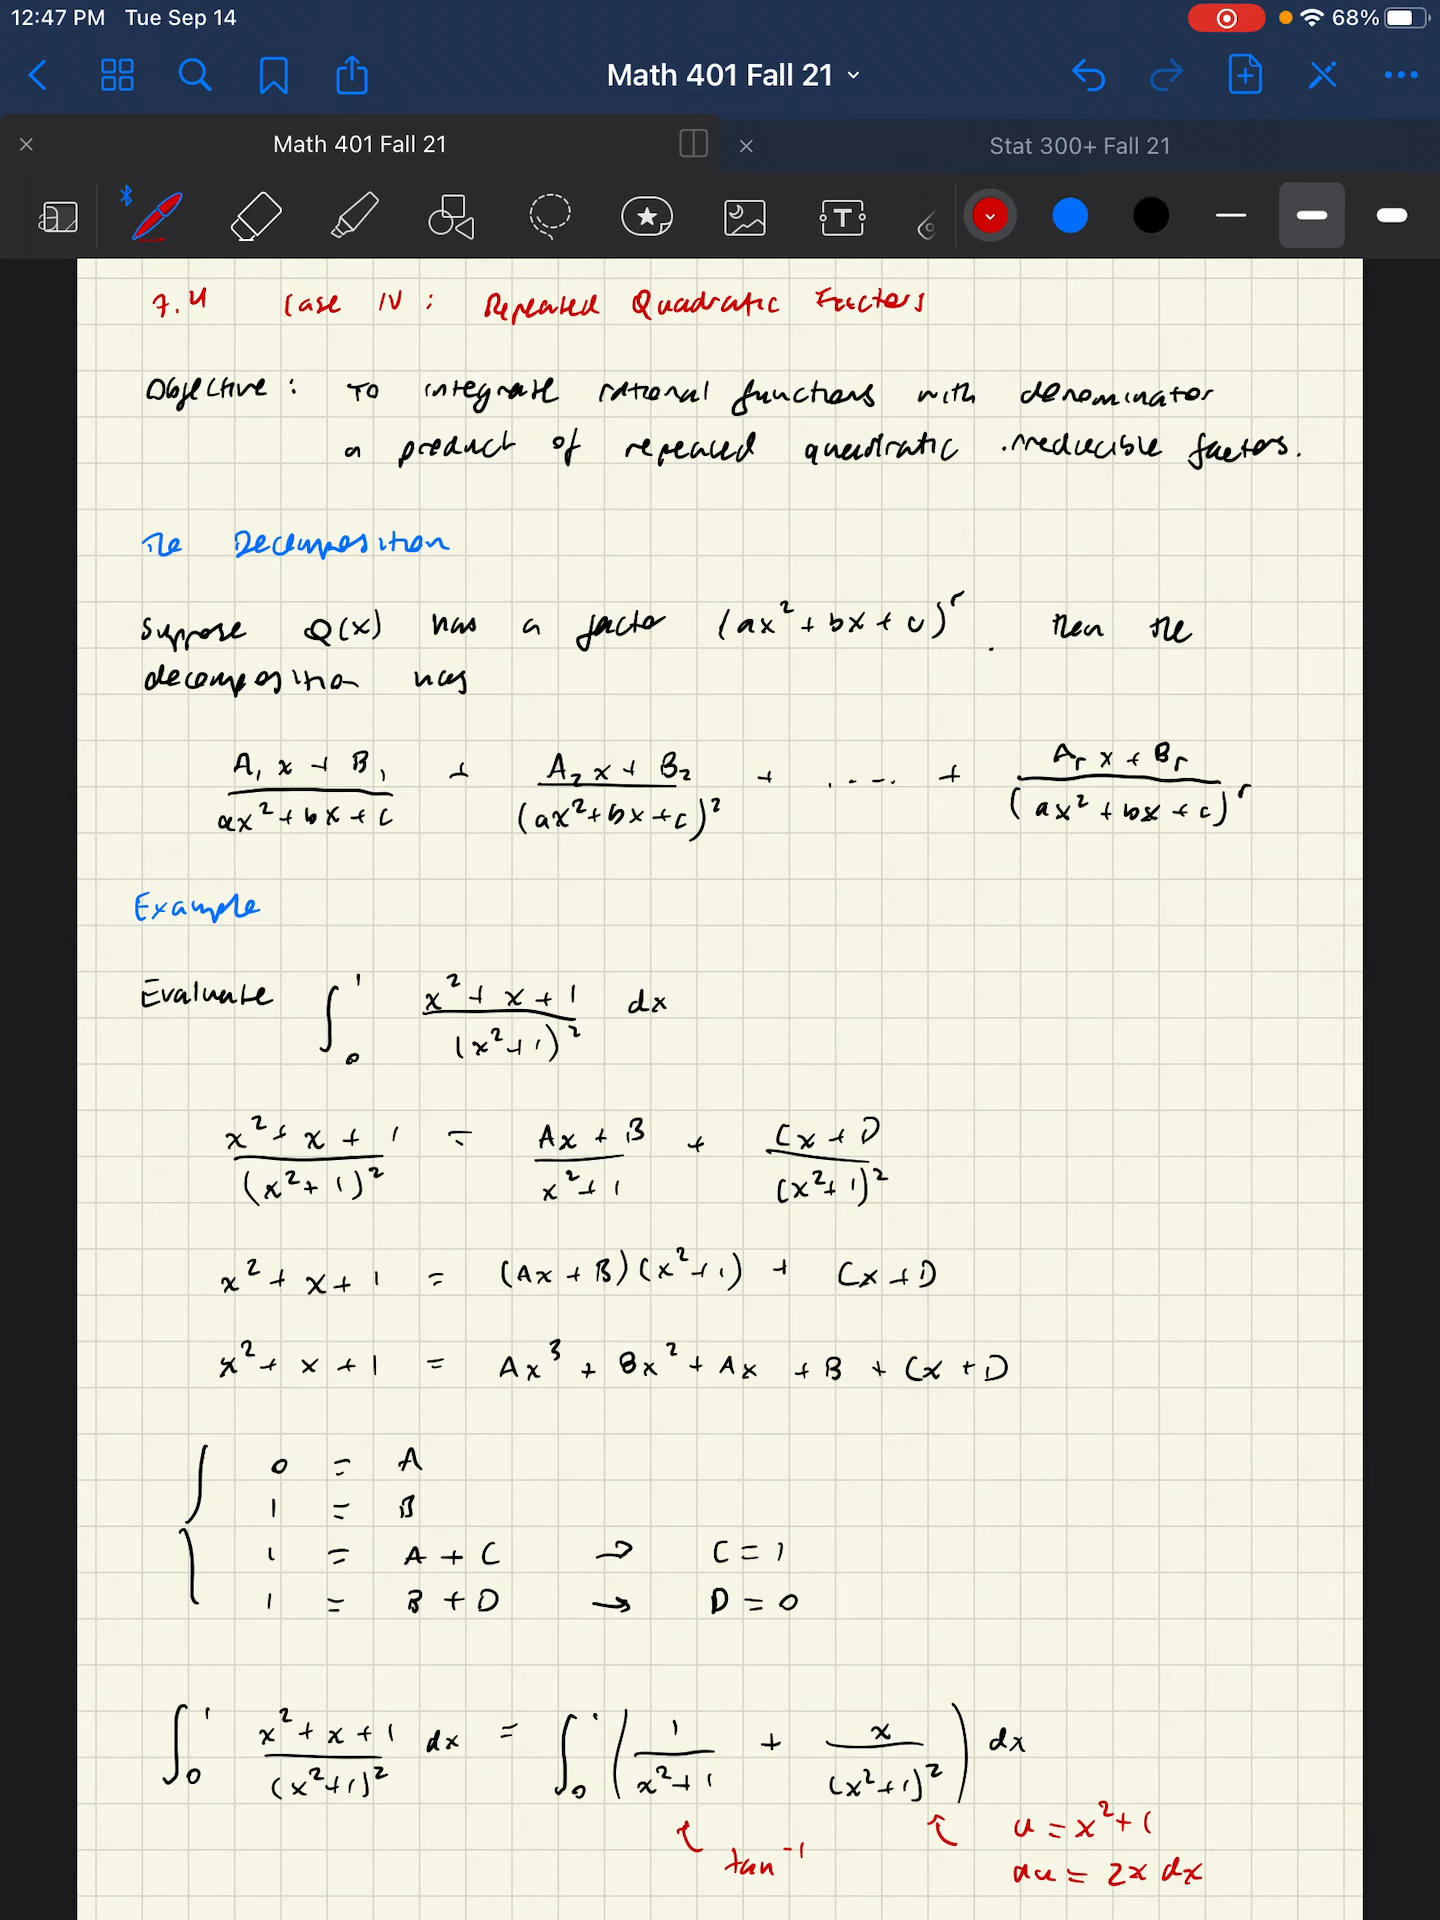 12:47 PM Tue Sep 14 68%
Math 401 Fall 21
Math 401 Fall 21 Stat 300+ Fall 21
7.4 Case IV: Repeated Quadratic Factors
Objective: To integrate rational functions with denominator
a product of repeated quadratic irreducible factors.
The Decomposition
Suppose Q(x) has a factor (ax²+bx+c)^r. Then the
decomposition has
(A₁x+B₁)/(ax²+bx+c) + (A₂x+B₂)/(ax²+bx+c)² + ..... + (Aᵣx+Bᵣ)/(ax²+bx+c)^r
Example
Evaluate ∫₀¹ (x²+x+1)/(x²+1)² dx
(x²+x+1)/(x²+1)² = (Ax+B)/(x²+1) + (Cx+D)/(x²+1)²
x²+x+1 = (Ax+B)(x²+1) + Cx+D
x²+x+1 = Ax³+Bx²+Ax+B+Cx+D
0 = A
1 = B
1 = A+C → C=1
1 = B+D → D=0
∫₀¹ (x²+x+1)/(x²+1)² dx = ∫₀¹ (1/(x²+1) + x/(x²+1)²) dx
tan⁻¹ u=x²+1
du=2x dx